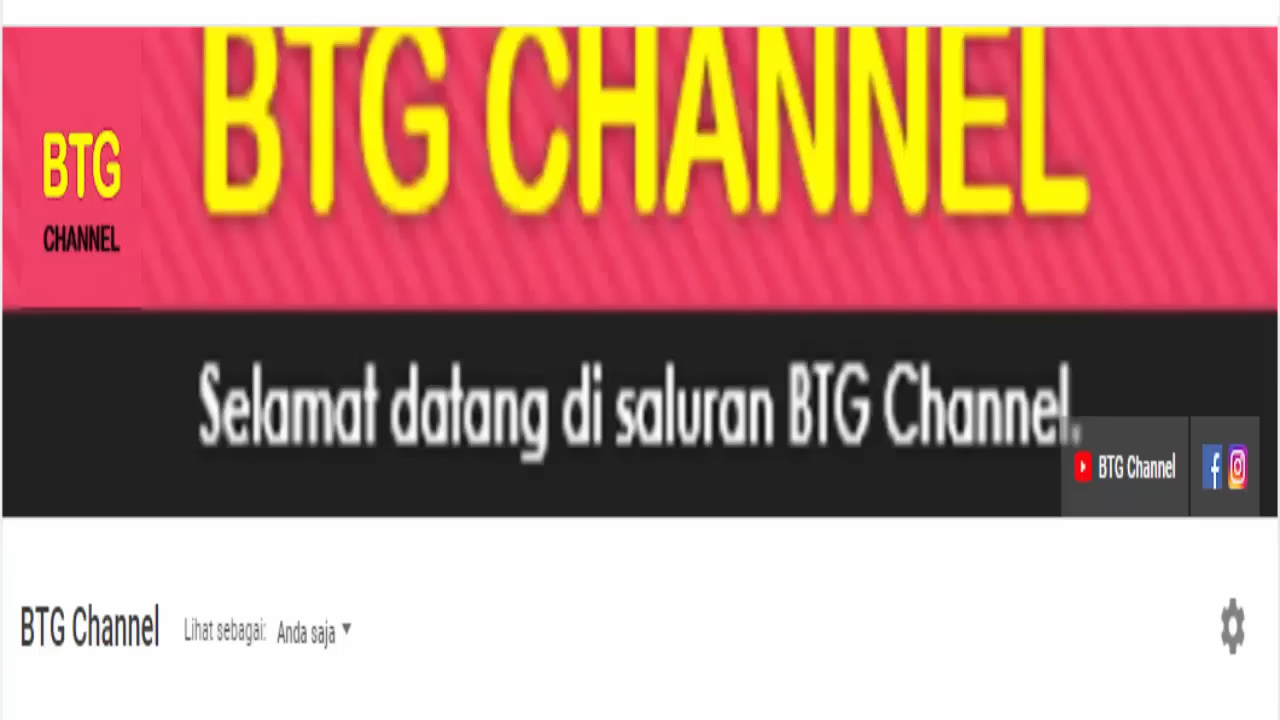 BTG CHANNEL
BTG
CHANNEL
Selamat datang di saluran BTG Channel.
BTG Channel
BTG Channel Lihat sebagai: Anda saja